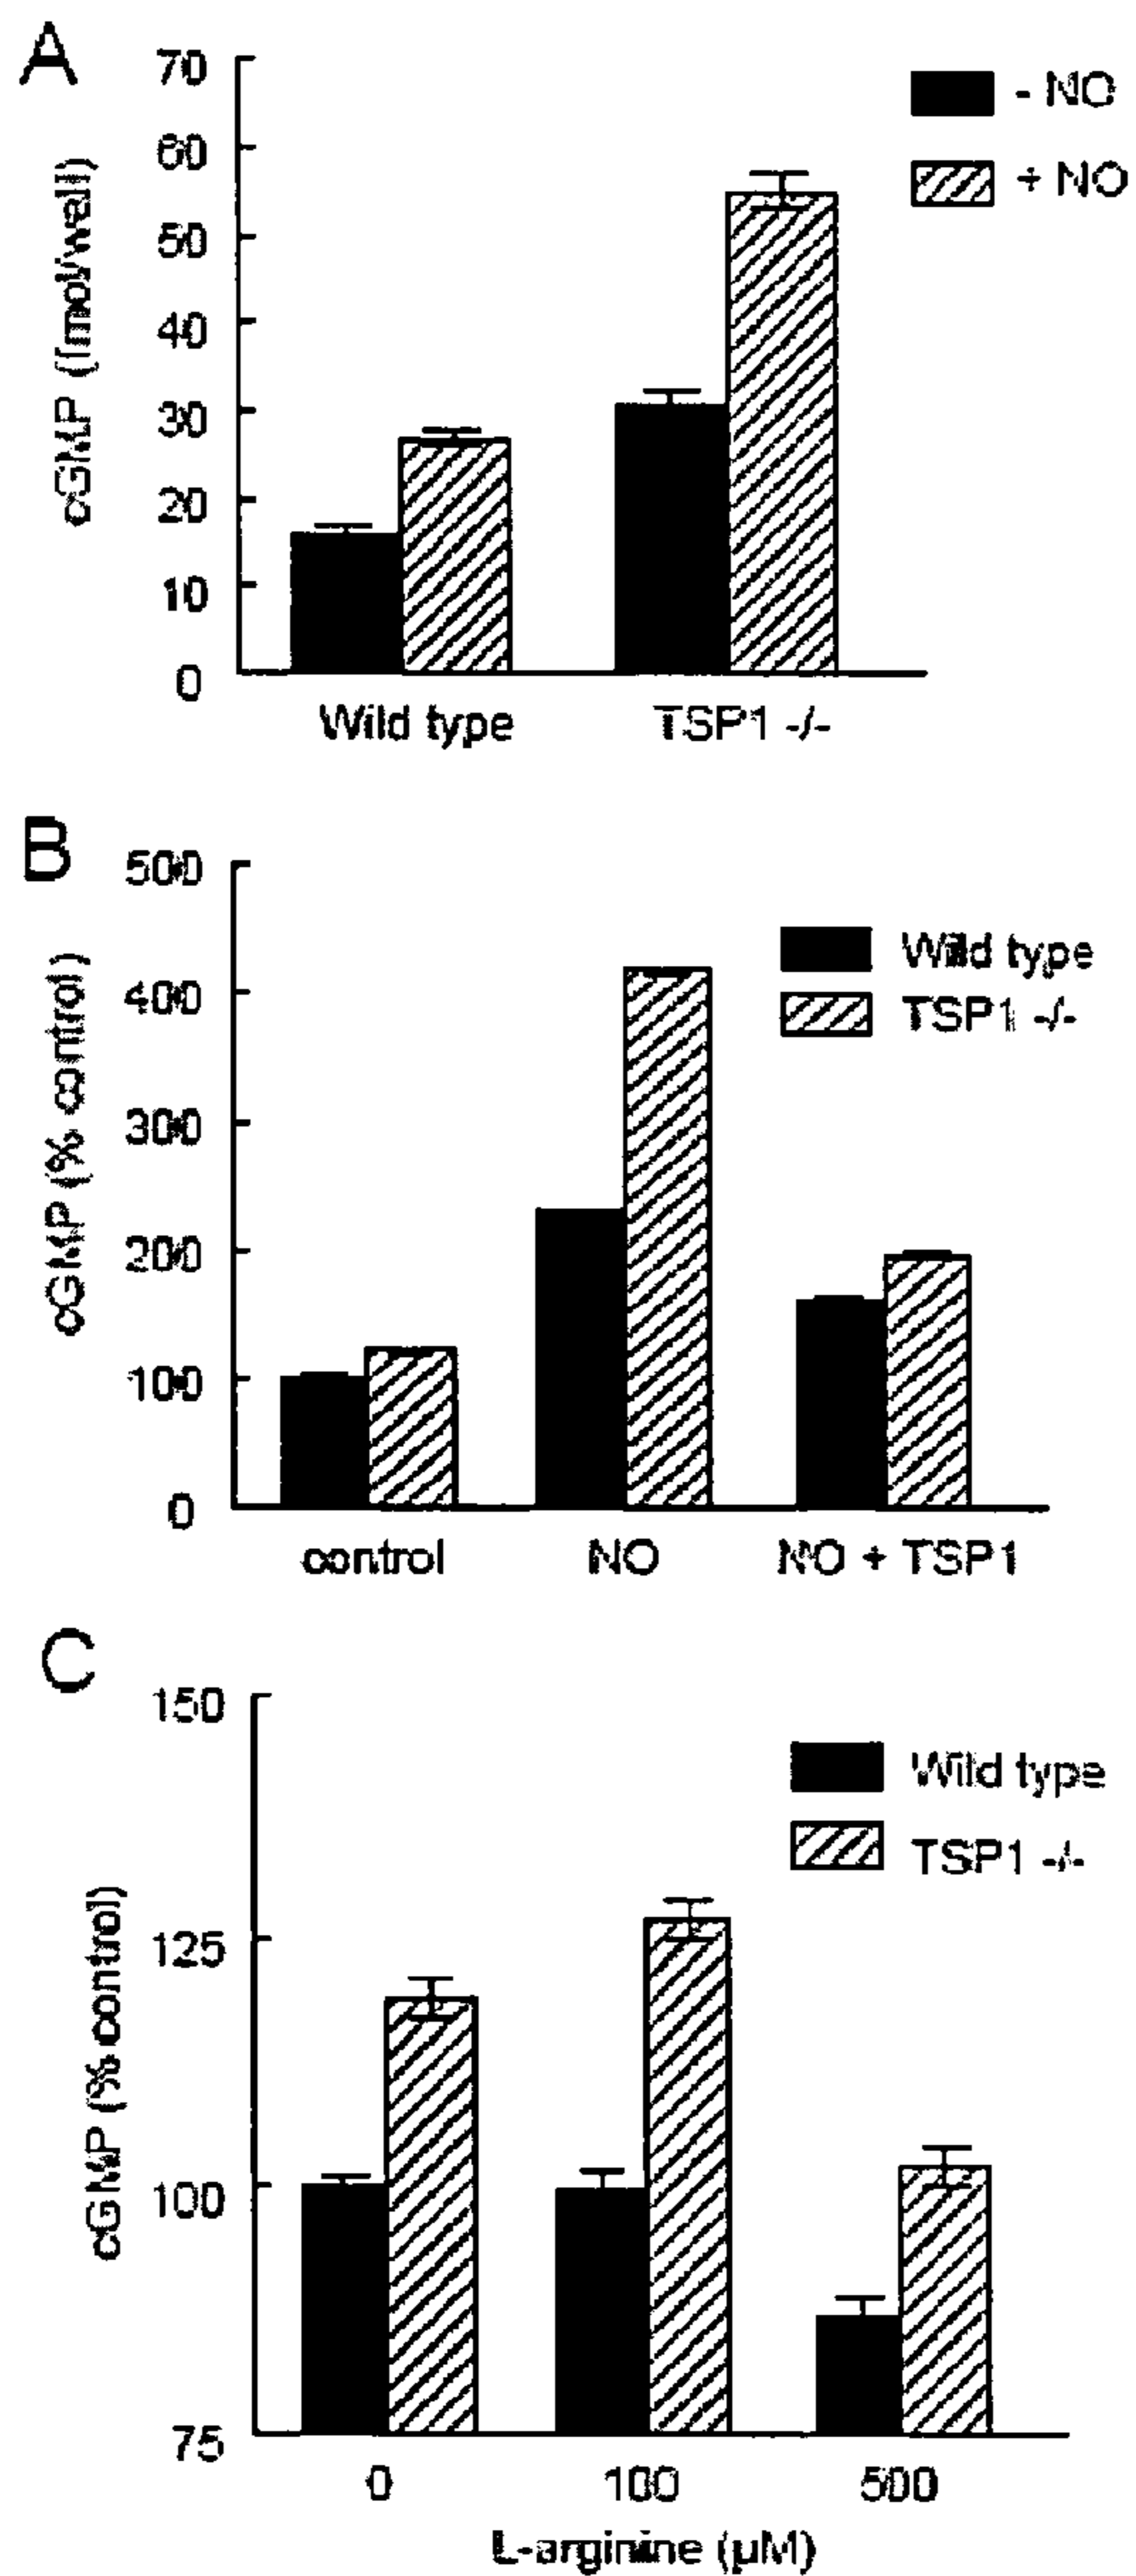 A
70
60
50
40
30
20
10
0
cGMP (fmol/well)
- NO
+ NO
Wild type
TSP1 -/-
B
500
400
300
200
100
0
cGMP (% control)
Wild type
TSP1 -/-
control
NO
NO + TSP1
C
150
125
100
75
cGMP (% control)
Wild type
TSP1 -/-
0
100
500
L-arginine (µM)